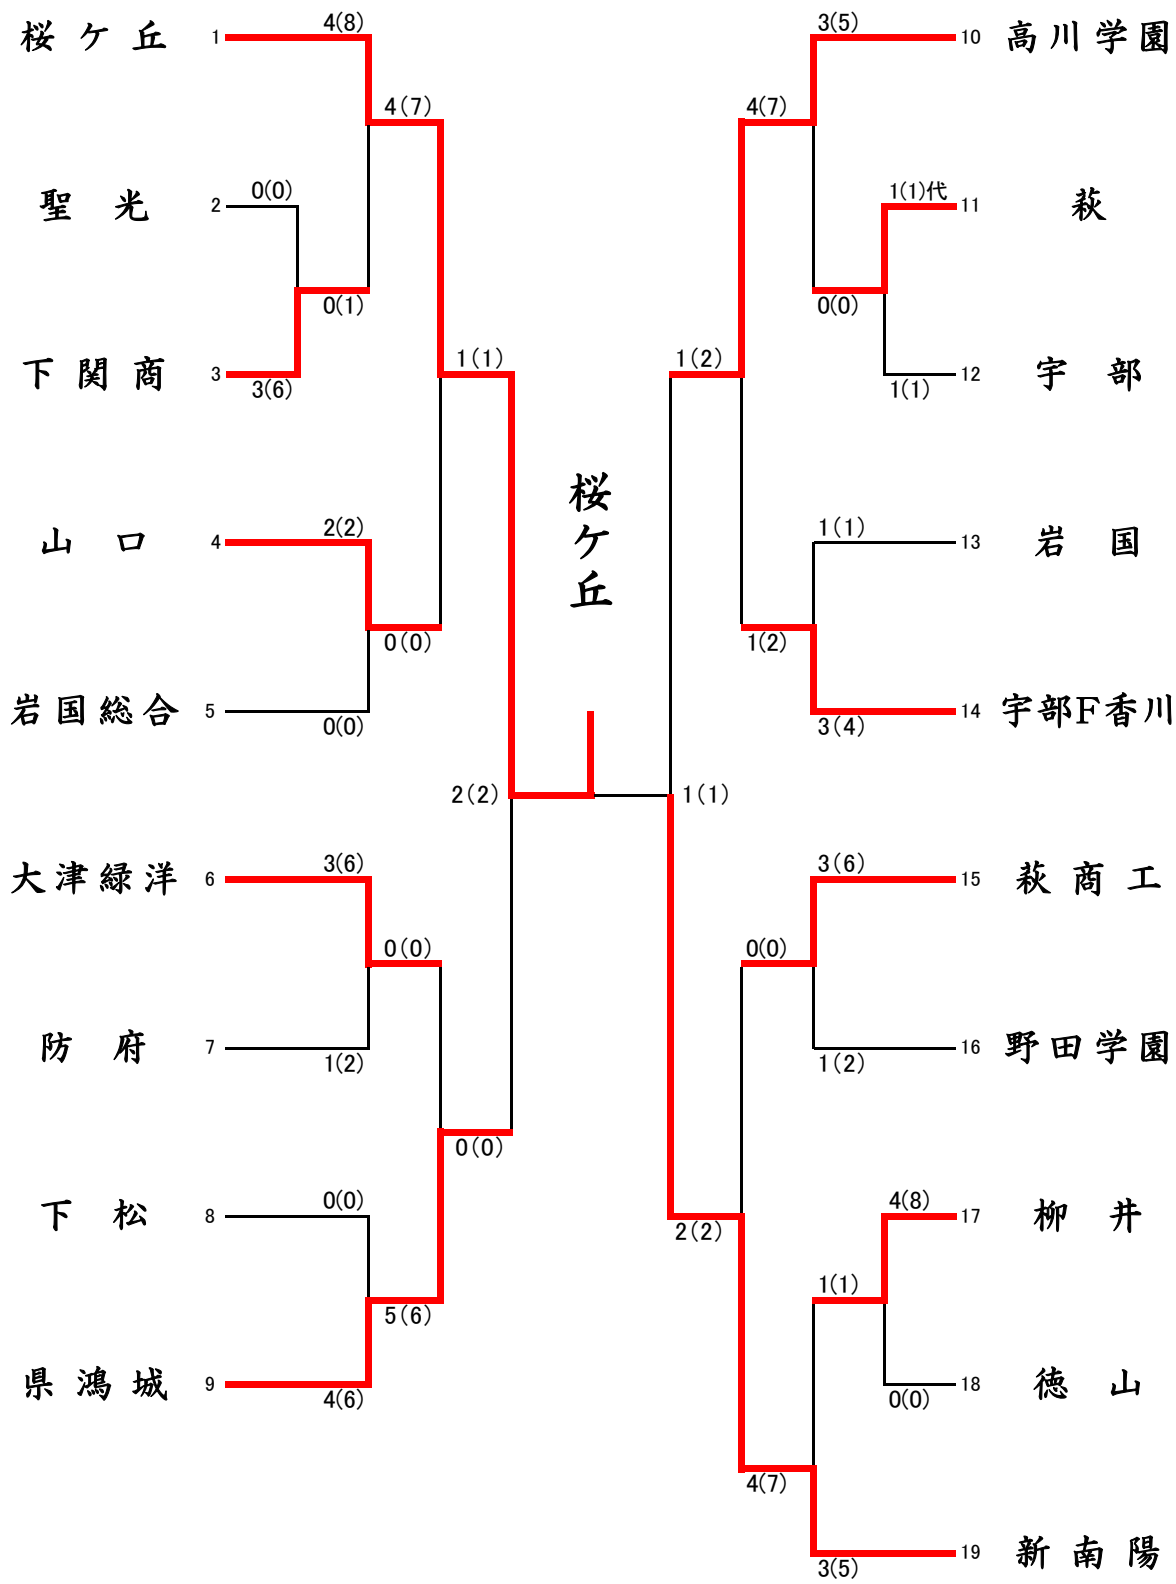 桜ケ丘 1 4(8) 3(5) 10 高川学園
4(7) 4(7)
聖光 2 0(0) 1(1)代 11 萩
0(1) 0(0)
下関商 3 3(6) 1(1) 1(2) 1(1) 12 宇部
桜ケ丘
山口 4 2(2) 1(1) 13 岩国
0(0) 1(2)
岩国総合 5 0(0) 3(4) 14 宇部F香川
2(2) 1(1)
大津緑洋 6 3(6) 3(6) 15 萩商工
0(0) 0(0)
防府 7 1(2) 1(2) 16 野田学園
0(0)
下松 8 0(0) 4(8) 17 柳井
2(2)
5(6) 1(1)
県鴻城 9 4(6) 0(0) 18 徳山
4(7)
3(5) 19 新南陽